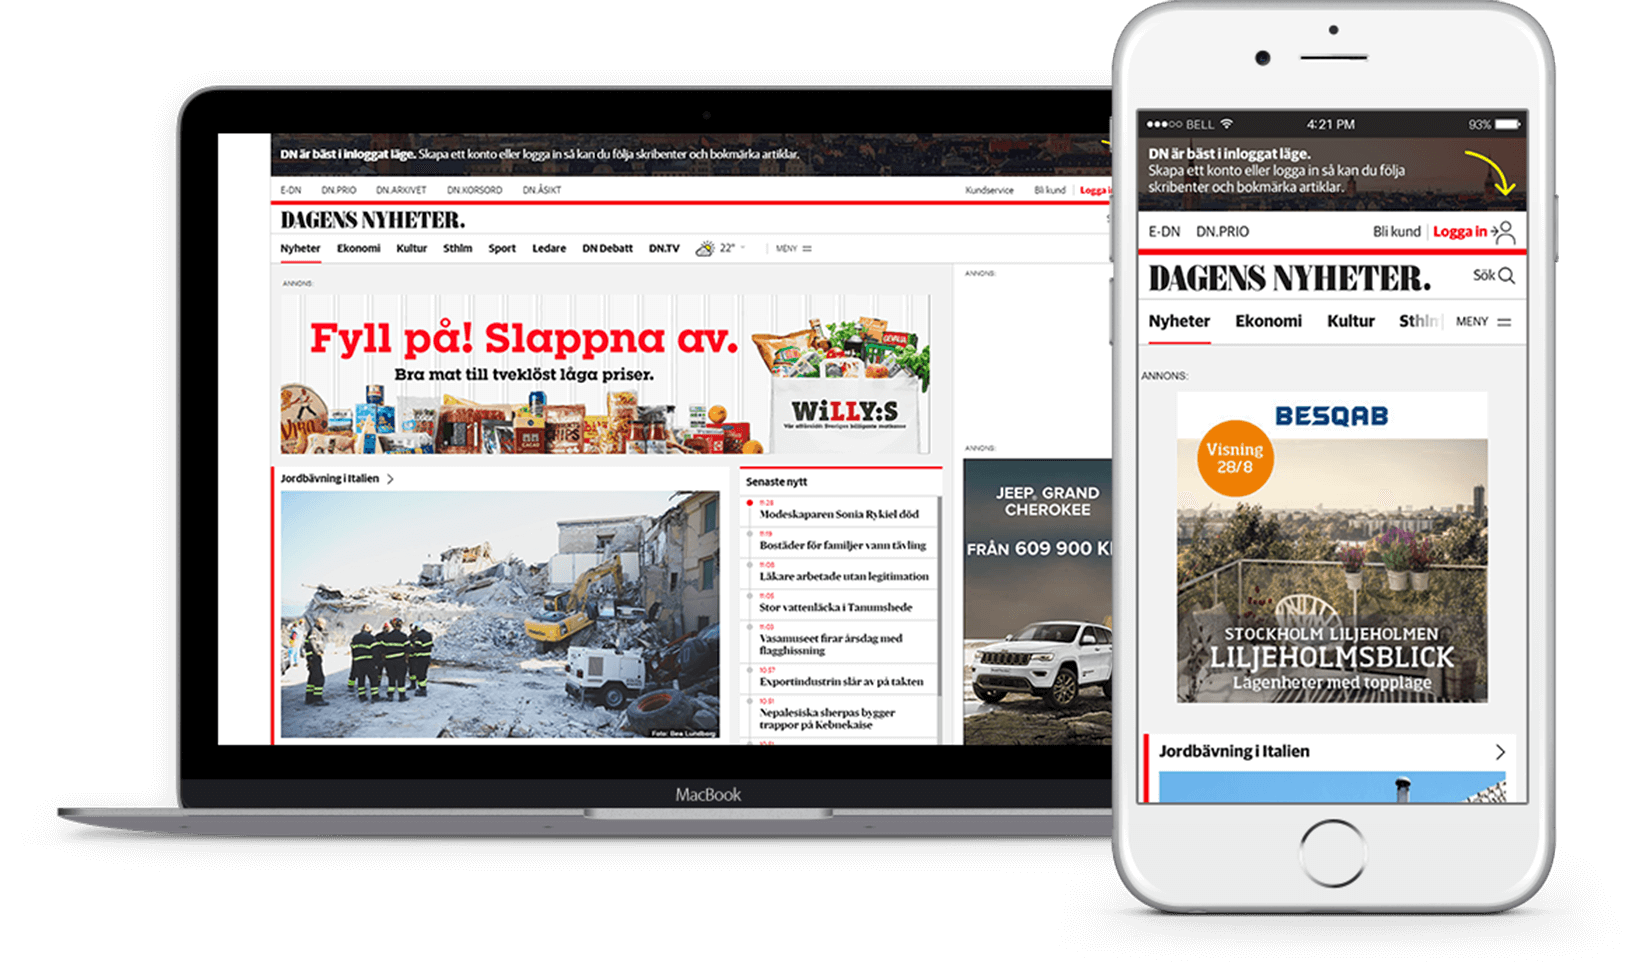 DN är bäst i inloggat läge. Skapa ett konto eller logga in så kan du följa skribenter och bokmärka artiklar.
E-DN DN.PRIO DN.ARKIVET DN.KORSORD DN.ÅSIKT Kundservice Bli kund Logga i
DAGENS NYHETER.
Nyheter Ekonomi Kultur Sthlm Sport Ledare DN Debatt DN.TV 22° MENY
ANNONS:
ANNONS:
Fyll på! Slappna av.
Bra mat till tveklöst låga priser.
WiLLY:S
Vår affärsidé: Sveriges billigaste matkasse
Jordbävning i Italien
Foto: Bea Lundberg
Senaste nytt
11:28
Modeskaparen Sonia Rykiel död
11:19
Bostäder för familjer vann tävling
11:08
Läkare arbetade utan legitimation
11:05
Stor vattenläcka i Tanumshede
11:03
Vasamuseet firar årsdag med
flagghissning
10:57
Exportindustrin slår av på takten
10:51
Nepalesiska sherpas bygger
trappor på Kebnekaise
ANNONS:
JEEP® GRAND
CHEROKEE
FRÅN 609 900 K
MacBook
BELL 4:21 PM 93%
DN är bäst i inloggat läge.
Skapa ett konto eller logga in så kan du följa
skribenter och bokmärka artiklar.
E-DN DN.PRIO Bli kund Logga in
DAGENS NYHETER. Sök
Nyheter Ekonomi Kultur Sthlm MENY
ANNONS:
BESQAB
Visning
28/8
STOCKHOLM LILJEHOLMEN
LILJEHOLMSBLICK
Lägenheter med toppläge
Jordbävning i Italien